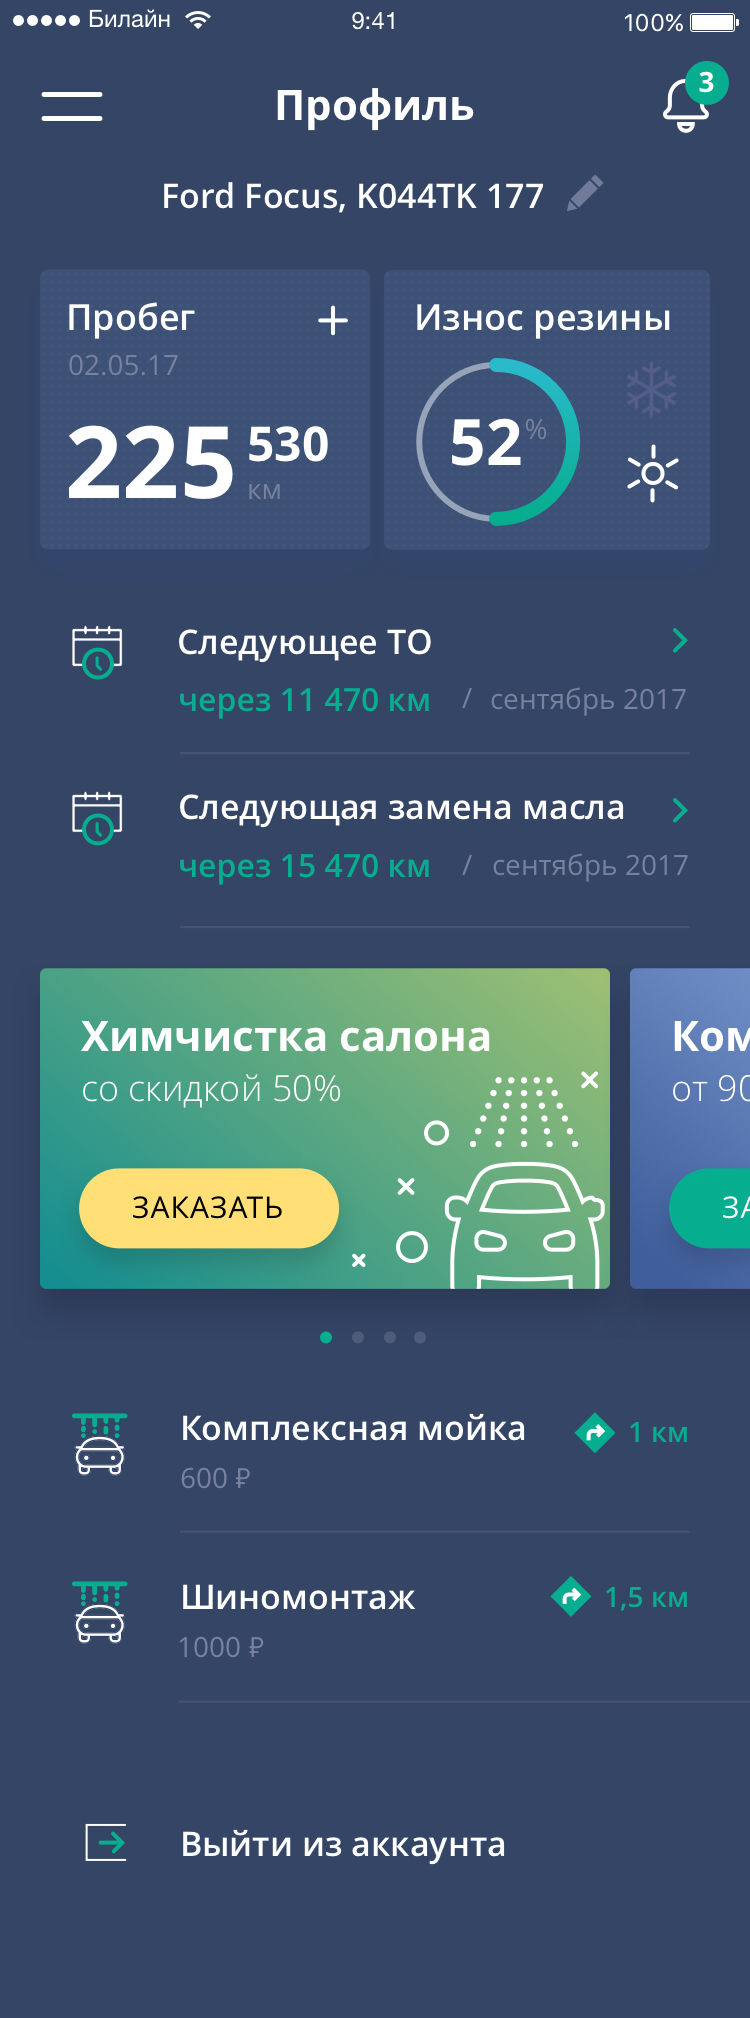 Билайн 9:41 100%
Профиль 3
Ford Focus, K044TK 177
Пробег
02.05.17
225 530 км
Износ резины
52%
Следующее ТО
через 11 470 км / сентябрь 2017
Следующая замена масла
через 15 470 км / сентябрь 2017
Химчистка салона
со скидкой 50%
ЗАКАЗАТЬ
Ком
от 90
ЗА
Комплексная мойка 1 км
600 ₽
Шиномонтаж 1,5 км
1000 ₽
Выйти из аккаунта